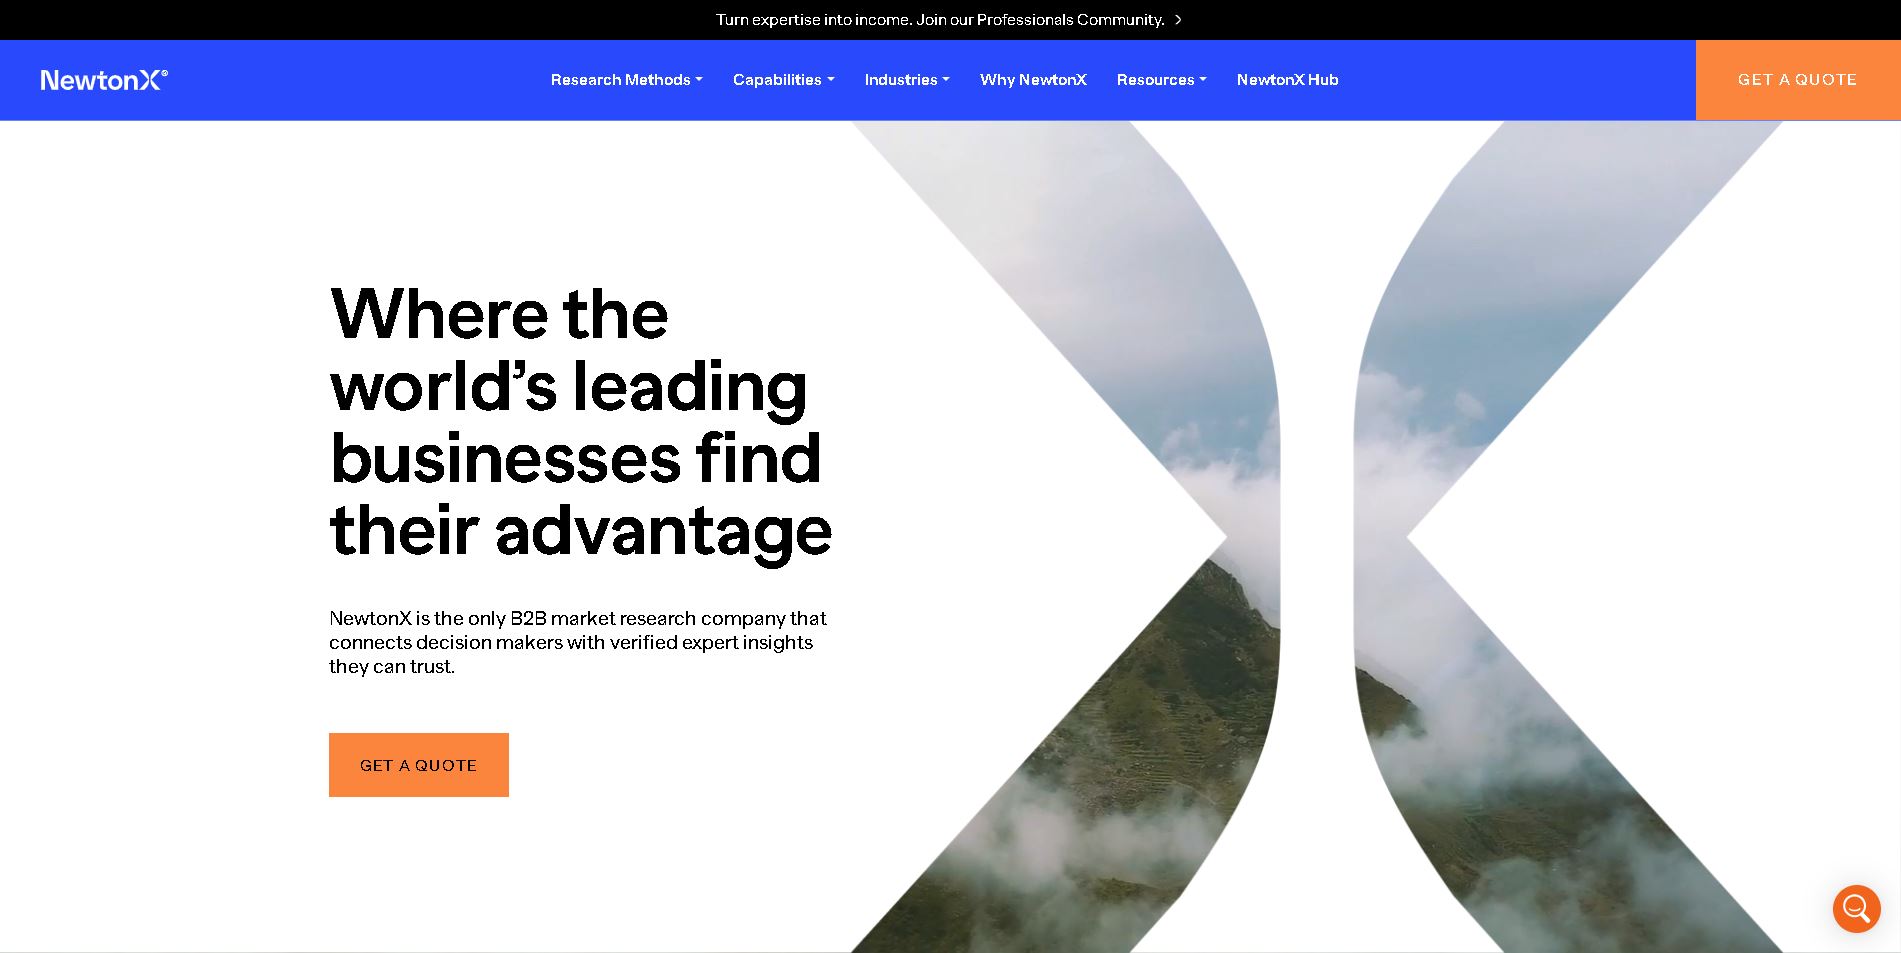 Turn expertise into income. Join our Professionals Community.
NewtonX®
Research Methods
Capabilities
Industries
Why NewtonX
Resources
NewtonX Hub
GET A QUOTE
Where the
world’s leading
businesses find
their advantage
NewtonX is the only B2B market research company that
connects decision makers with verified expert insights
they can trust.
GET A QUOTE